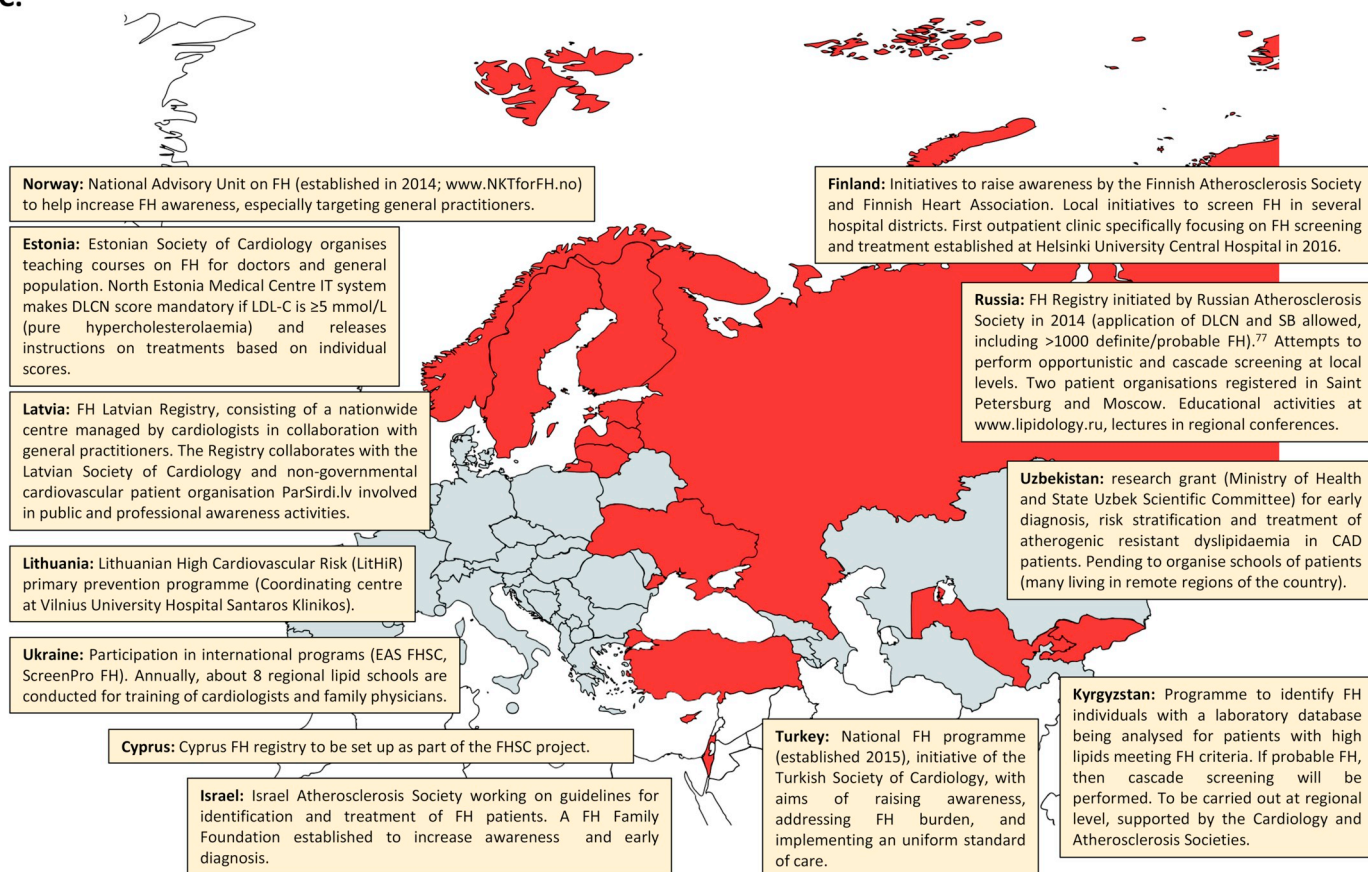 C.
Norway: National Advisory Unit on FH (established in 2014; www.NKTforFH.no)
to help increase FH awareness, especially targeting general practitioners.
Estonia: Estonian Society of Cardiology organises
teaching courses on FH for doctors and general
population. North Estonia Medical Centre IT system
makes DLCN score mandatory if LDL-C is ≥5 mmol/L
(pure hypercholesterolaemia) and releases
instructions on treatments based on individual
scores.
Latvia: FH Latvian Registry, consisting of a nationwide
centre managed by cardiologists in collaboration with
general practitioners. The Registry collaborates with the
Latvian Society of Cardiology and non-governmental
cardiovascular patient organisation ParSirdi.lv involved
in public and professional awareness activities.
Lithuania: Lithuanian High Cardiovascular Risk (LitHiR)
primary prevention programme (Coordinating centre
at Vilnius University Hospital Santaros Klinikos).
Ukraine: Participation in international programs (EAS FHSC,
ScreenPro FH). Annually, about 8 regional lipid schools are
conducted for training of cardiologists and family physicians.
Cyprus: Cyprus FH registry to be set up as part of the FHSC project.
Israel: Israel Atherosclerosis Society working on guidelines for
identification and treatment of FH patients. A FH Family
Foundation established to increase awareness and early
diagnosis.
Finland: Initiatives to raise awareness by the Finnish Atherosclerosis Society
and Finnish Heart Association. Local initiatives to screen FH in several
hospital districts. First outpatient clinic specifically focusing on FH screening
and treatment established at Helsinki University Central Hospital in 2016.
Russia: FH Registry initiated by Russian Atherosclerosis
Society in 2014 (application of DLCN and SB allowed,
including >1000 definite/probable FH).77 Attempts to
perform opportunistic and cascade screening at local
levels. Two patient organisations registered in Saint
Petersburg and Moscow. Educational activities at
www.lipidology.ru, lectures in regional conferences.
Uzbekistan: research grant (Ministry of Health
and State Uzbek Scientific Committee) for early
diagnosis, risk stratification and treatment of
atherogenic resistant dyslipidaemia in CAD
patients. Pending to organise schools of patients
(many living in remote regions of the country).
Turkey: National FH programme
(established 2015), initiative of the
Turkish Society of Cardiology, with
aims of raising awareness,
addressing FH burden, and
implementing an uniform standard
of care.
Kyrgyzstan: Programme to identify FH
individuals with a laboratory database
being analysed for patients with high
lipids meeting FH criteria. If probable FH,
then cascade screening will be
performed. To be carried out at regional
level, supported by the Cardiology and
Atherosclerosis Societies.